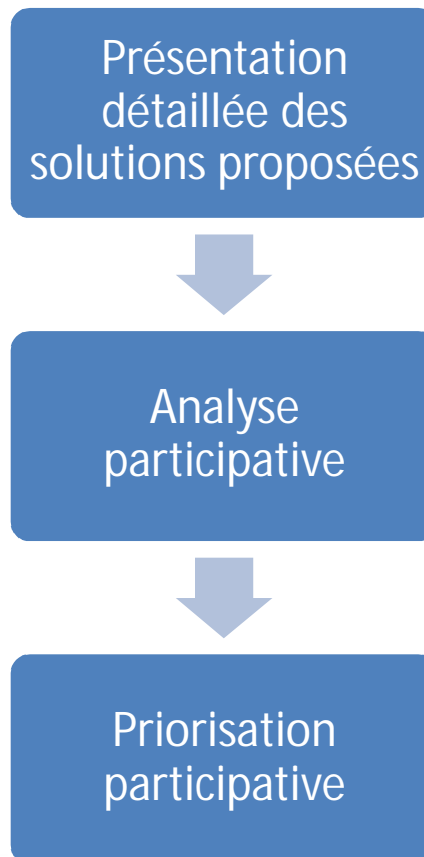 Présentation
détaillée des
solutions proposées
Analyse
participative
Priorisation
participative